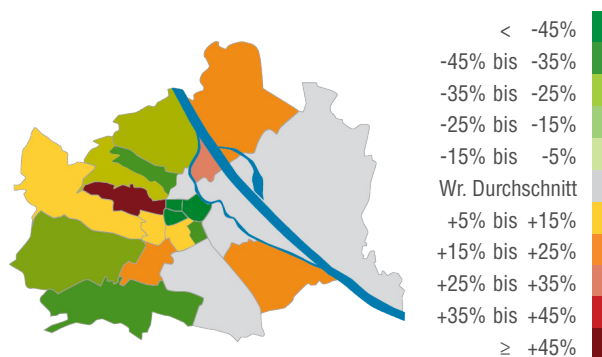 < -45%
-45% bis -35%
-35% bis -25%
-25% bis -15%
-15% bis -5%
Wr. Durchschnitt
+5% bis +15%
+15% bis +25%
+25% bis +35%
+35% bis +45%
≥ +45%